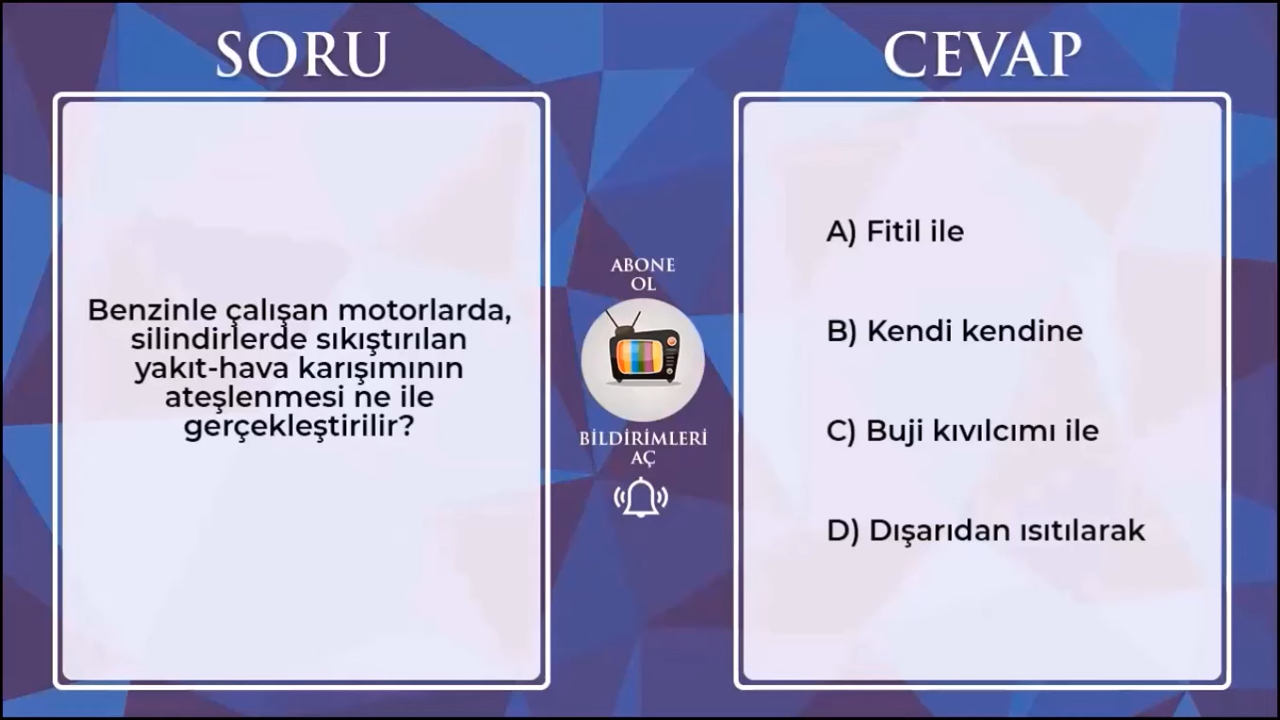 SORU
Benzinle çalışan motorlarda,
silindirlerde sıkıştırılan
yakıt-hava karışımının
ateşlenmesi ne ile
gerçekleştirilir?
ABONE
OL
BİLDİRİMLERİ
AÇ
CEVAP
A) Fitil ile
B) Kendi kendine
C) Buji kıvılcımı ile
D) Dışarıdan ısıtılarak